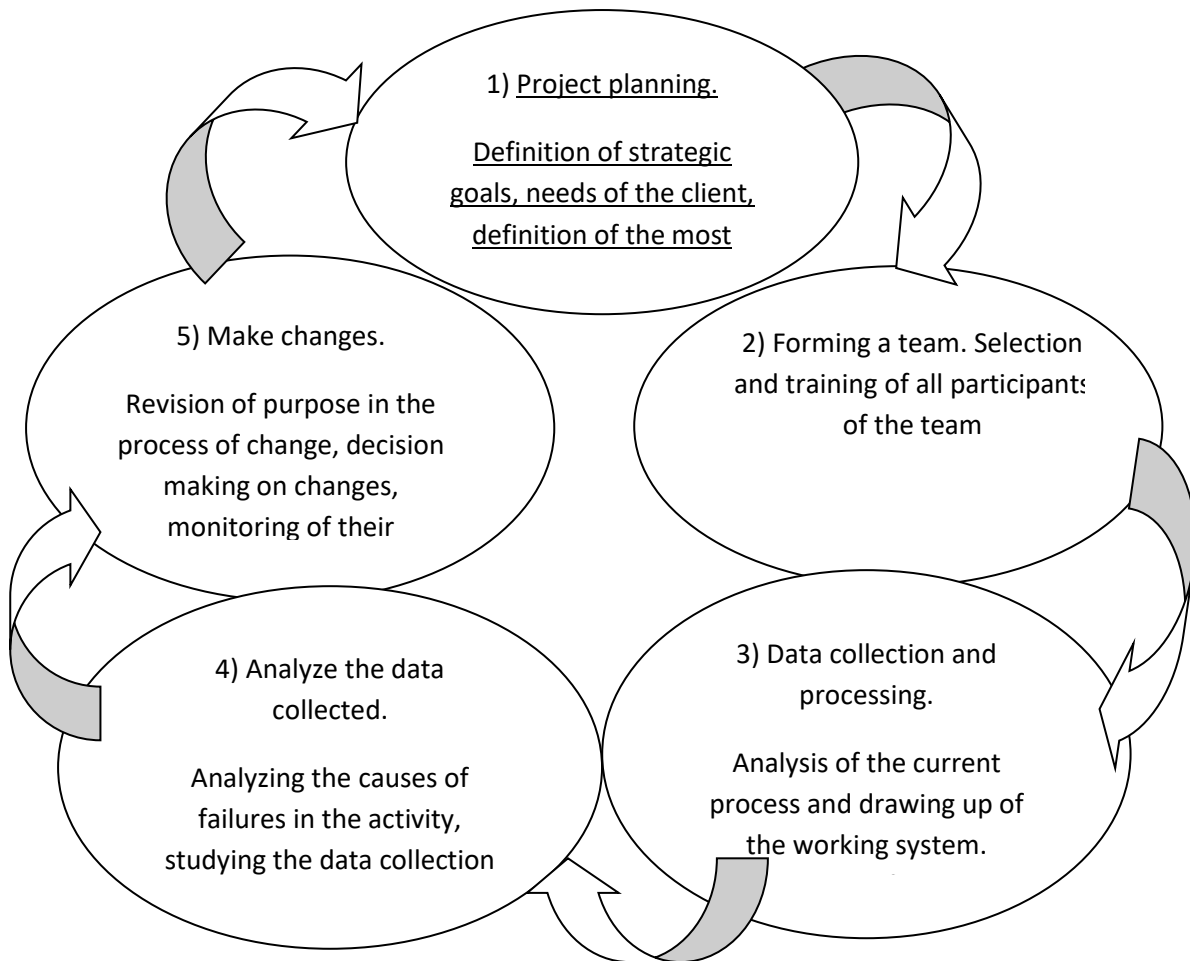 1) Project planning.
Definition of strategic
goals, needs of the client,
definition of the most
2) Forming a team. Selection
and training of all participants
of the team
3) Data collection and
processing.
Analysis of the current
process and drawing up of
the working system.
4) Analyze the data
collected.
Analyzing the causes of
failures in the activity,
studying the data collection
5) Make changes.
Revision of purpose in the
process of change, decision
making on changes,
monitoring of their